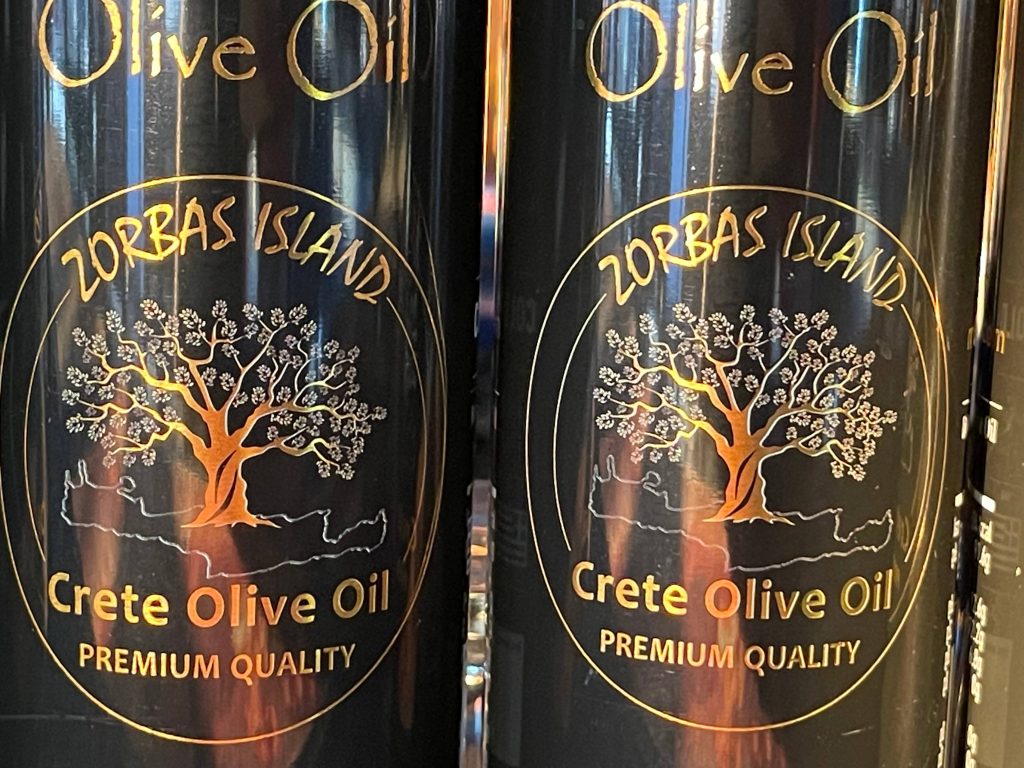 Olive Oil
ZORBAS ISLAND
Crete Olive Oil
PREMIUM QUALITY
Olive Oil
ZORBAS ISLAND
Crete Olive Oil
PREMIUM QUALITY